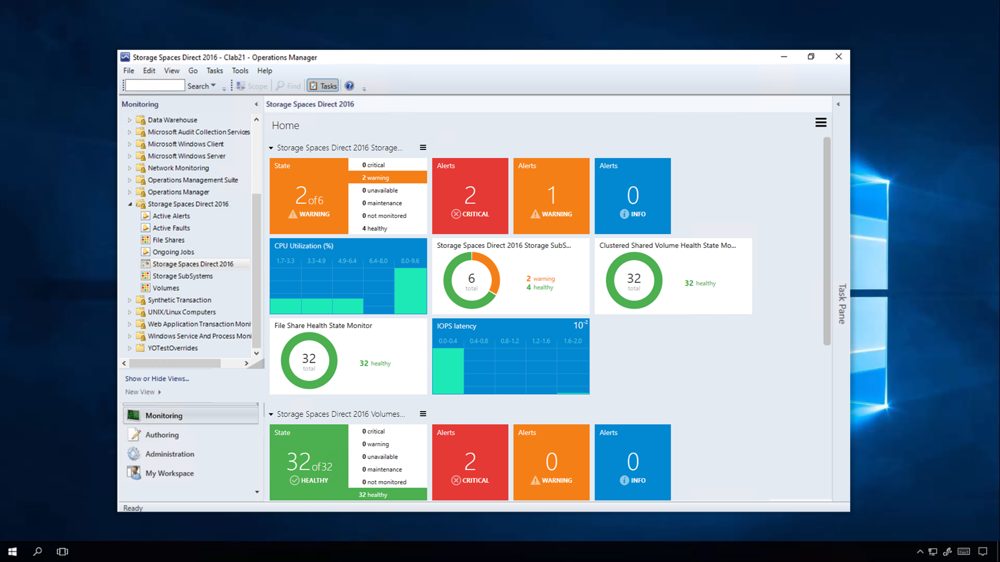 Storage Spaces Direct 2016 - Clab21 - Operations Manager
File Edit View Go Tasks Tools Help
Search Scope Find Tasks
Monitoring
Data Warehouse
Microsoft Audit Collection Services
Microsoft Windows Client
Microsoft Windows Server
Network Monitoring
Operations Management Suite
Operations Manager
Storage Spaces Direct 2016
Active Alerts
Active Faults
File Shares
Ongoing Jobs
Storage Spaces Direct 2016
Storage SubSystems
Volumes
Synthetic Transaction
UNIX/Linux Computers
Web Application Transaction Moni
Windows Service And Process Moni
YOTestOverrides
Show or Hide Views...
New View
Monitoring
Authoring
Administration
My Workspace
Ready
Storage Spaces Direct 2016
Home
Storage Spaces Direct 2016 Storage...
State
2 of 6
WARNING
0 critical
2 warning
0 unavailable
0 maintenance
0 not monitored
4 healthy
Alerts
2
CRITICAL
Alerts
1
WARNING
Alerts
0
INFO
CPU Utilization (%)
1.7-3.3 3.3-4.9 4.9-6.4 6.4-8.0 8.0-9.6
Storage Spaces Direct 2016 Storage SubS...
6
total
2 warning
4 healthy
Clustered Shared Volume Health State Mo...
32
total
32 healthy
File Share Health State Monitor
32
total
32 healthy
IOPS latency 10-2
0.0-0.4 0.4-0.8 0.8-1.2 1.2-1.6 1.6-2.0
Storage Spaces Direct 2016 Volumes...
State
32 of 32
HEALTHY
0 critical
0 warning
0 unavailable
0 maintenance
0 not monitored
32 healthy
Alerts
2
CRITICAL
Alerts
0
WARNING
Alerts
0
INFO
Task Pane